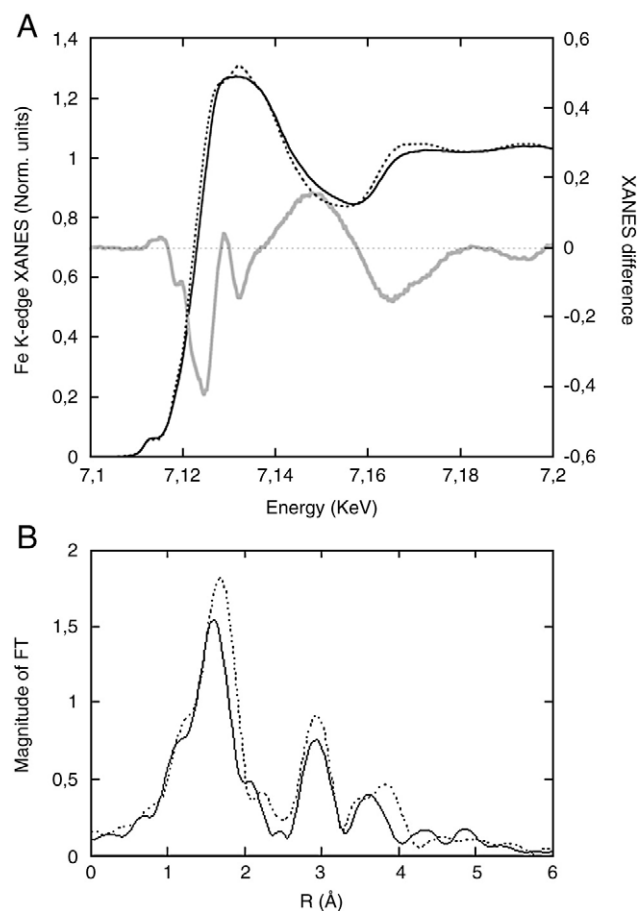 A
1,4
1,2
1
0,8
0,6
0,4
0,2
0
Fe K-edge XANES (Norm. units)
0,6
0,4
0,2
0
-0,2
-0,4
-0,6
XANES difference
7,1 7,12 7,14 7,16 7,18 7,2
Energy (KeV)
B
2
1,5
1
0,5
0
Magnitude of FT
0 1 2 3 4 5 6
R (Å)